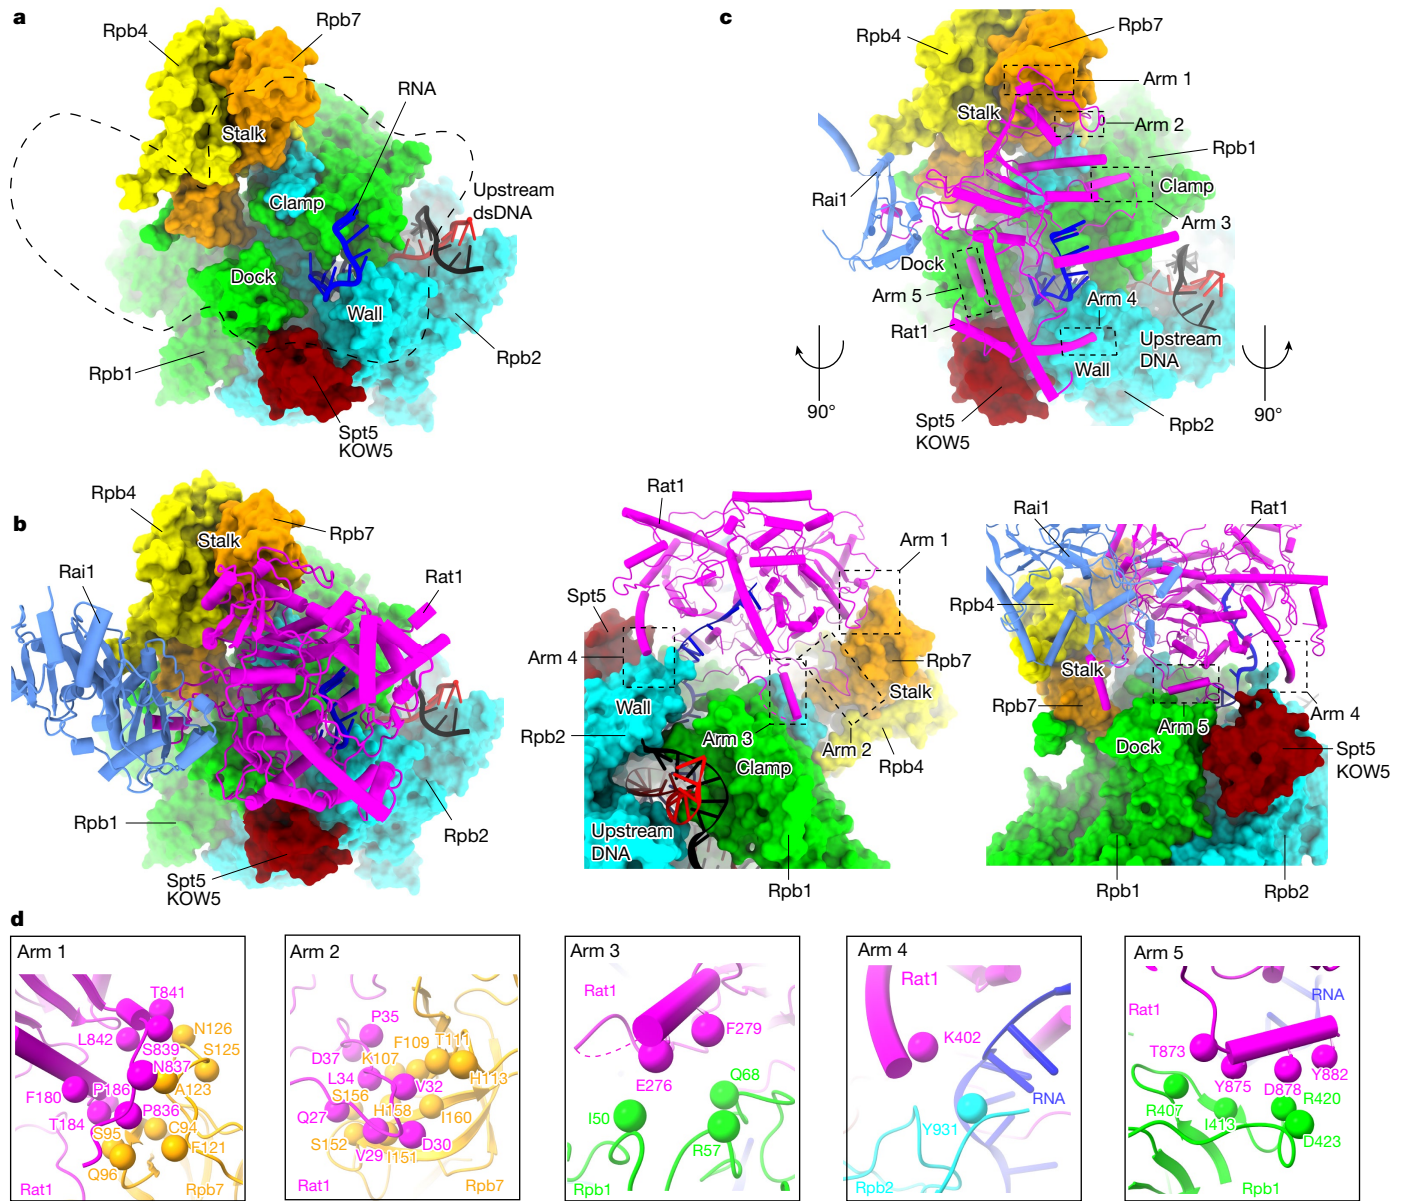 a
Rpb4
Rpb7
RNA
Stalk
Clamp
Upstream
dsDNA
Dock
Wall
Rpb1
Rpb2
Spt5
KOW5
c
Rpb4
Rpb7
Arm 1
Stalk
Arm 2
Rpb1
Rai1
Clamp
Arm 3
Dock
Arm 5
Arm 4
Rat1
Upstream
DNA
Wall
90°
90°
Spt5
KOW5
Rpb2
b
Rpb4
Stalk
Rpb7
Rai1
Rat1
Rpb1
Rpb2
Spt5
KOW5
Rat1
Arm 1
Spt5
Arm 4
Rpb7
Stalk
Wall
Rpb2
Arm 3
Arm 2
Clamp
Rpb4
Upstream
DNA
Rpb1
Rai1
Rat1
Rpb4
Stalk
Rpb7
Arm 5
Arm 4
Dock
Spt5
KOW5
Rpb1
Rpb2
d
Arm 1
T841
N126
L842
S839
S125
N837
F180
P186
A123
T184
P836
S95
C94
F121
Q96
Rat1
Rpb7
Arm 2
P35
F109
T111
D37
K107
L34
V32
H113
S156
Q27
H158
I160
S152
D30
V29
I151
Rat1
Rpb7
Arm 3
Rat1
F279
E276
Q68
I50
R57
Rpb1
Arm 4
Rat1
K402
RNA
Y931
Rpb2
Arm 5
RNA
Rat1
T873
Y875
D878
Y882
R407
R420
I413
D423
Rpb1